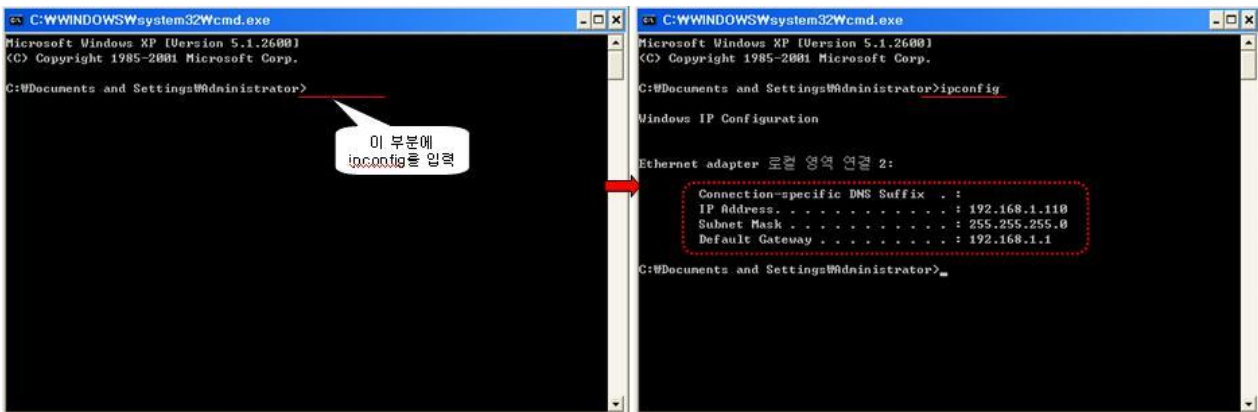 C:₩WINDOWS₩system32₩cmd.exe
Microsoft Windows XP [Version 5.1.2600]
(C) Copyright 1985-2001 Microsoft Corp.
C:₩Documents and Settings₩Administrator>
이 부분에
ipconfig를 입력
C:₩WINDOWS₩system32₩cmd.exe
Microsoft Windows XP [Version 5.1.2600]
(C) Copyright 1985-2001 Microsoft Corp.
C:₩Documents and Settings₩Administrator>ipconfig
Windows IP Configuration
Ethernet adapter 로컬 영역 연결 2:
Connection-specific DNS Suffix . :
IP Address. . . . . . . . . . . . : 192.168.1.110
Subnet Mask . . . . . . . . . . . : 255.255.255.0
Default Gateway . . . . . . . . . : 192.168.1.1
C:₩Documents and Settings₩Administrator>_